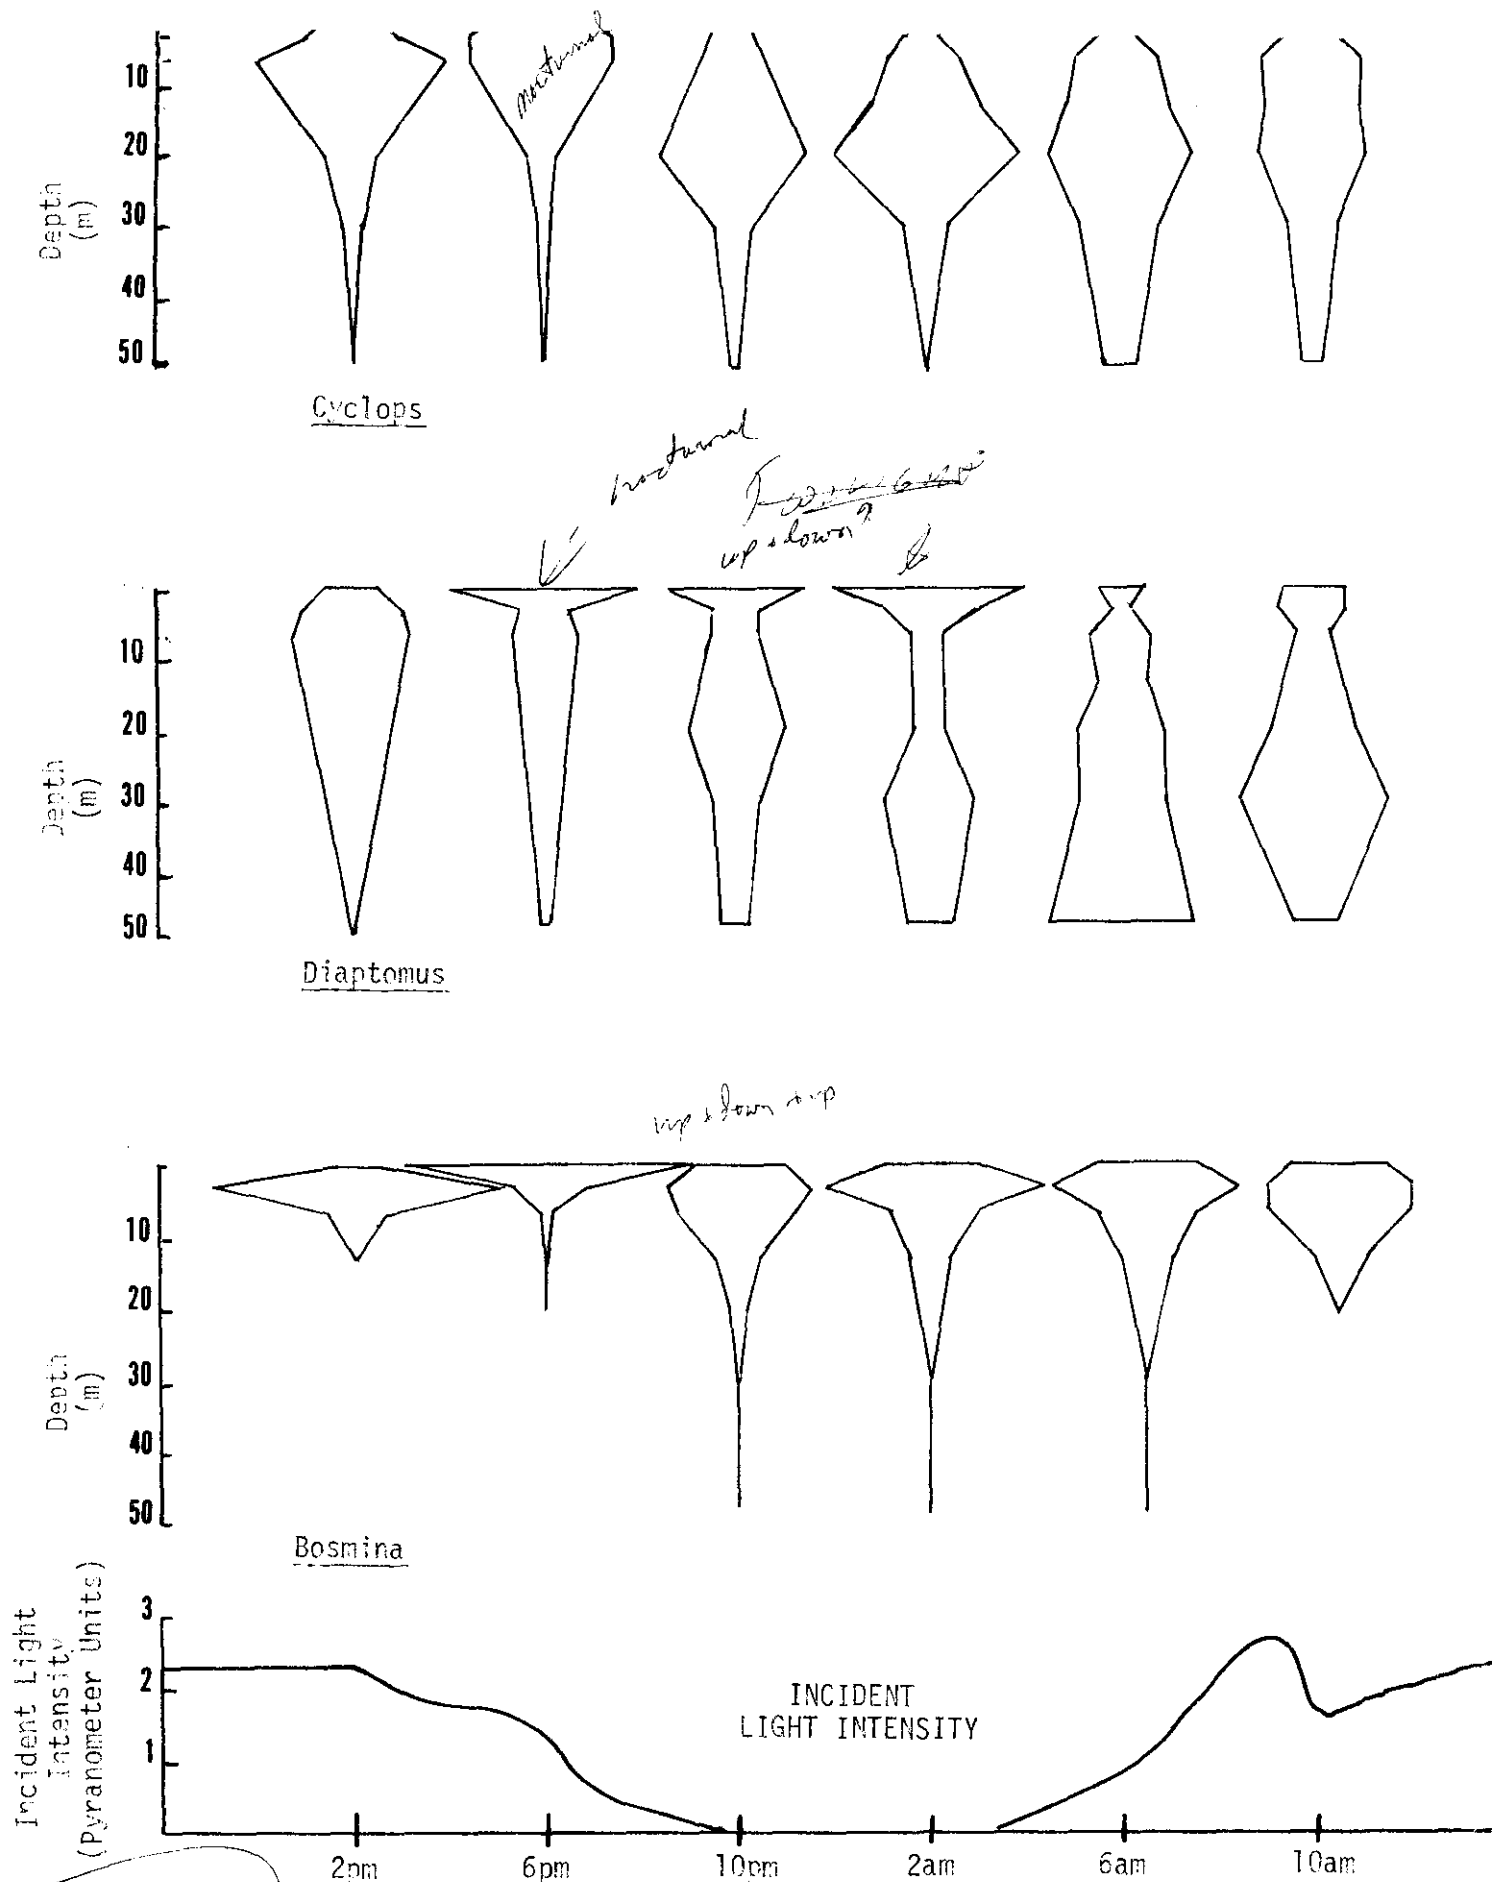 nocturnal
10
20
30
40
50
Depth
(m)
Cyclops
nocturnal
up + down?
10
20
30
40
50
Depth
(m)
Diaptomus
up + down + up
10
20
30
40
50
Depth
(m)
Bosmina
3
2
1
Incident Light
Intensity
(Pyranometer Units)
INCIDENT
LIGHT INTENSITY
2pm
6pm
10pm
2am
6am
10am